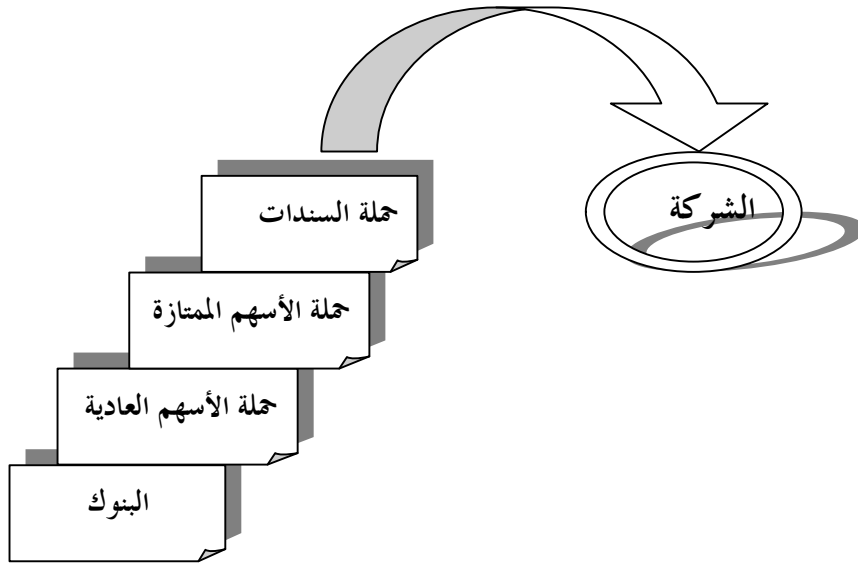 حملة السندات
الشركة
حملة الأسهم الممتازة
حملة الأسهم العادية
البنوك